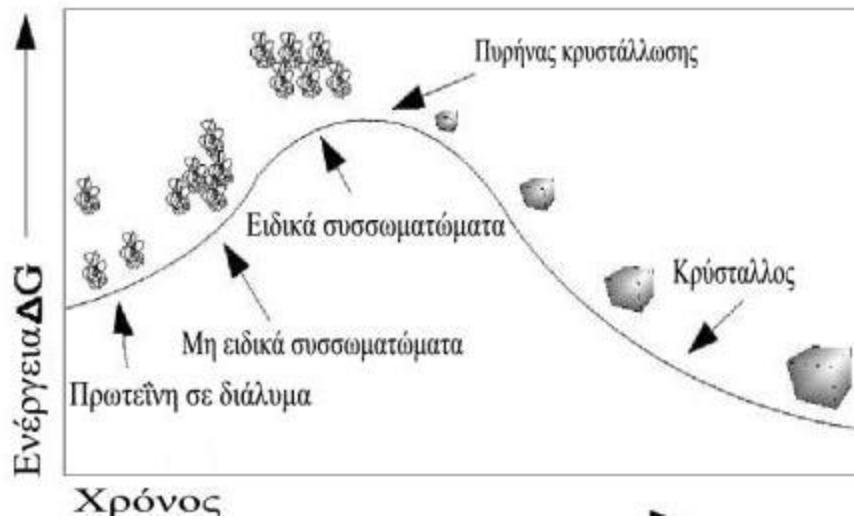 Πυρήνας κρυστάλλωσης
Ειδικά συσσωματώματα
Κρύσταλλος
Μη ειδικά συσσωματώματα
Πρωτεΐνη σε διάλυμα
ΕνέργειαΔG
Χρόνος